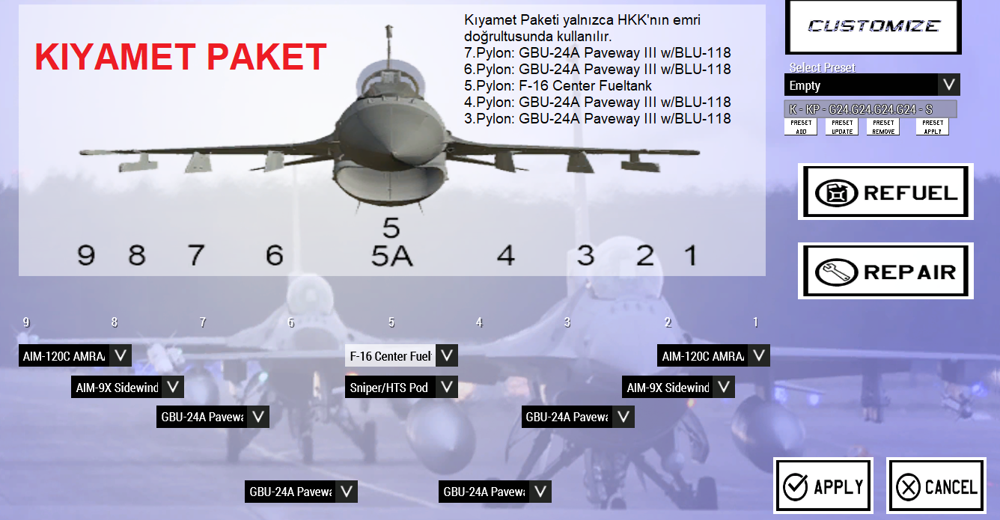 KIYAMET PAKET
Kıyamet Paketi yalnızca HKK'nın emri
doğrultusunda kullanılır.
7.Pylon: GBU-24A Paveway III w/BLU-118
6.Pylon: GBU-24A Paveway III w/BLU-118
5.Pylon: F-16 Center Fueltank
4.Pylon: GBU-24A Paveway III w/BLU-118
3.Pylon: GBU-24A Paveway III w/BLU-118
CUSTOMIZE
Select Preset
Empty
K - KP - G24.G24.G24.G24 - S
PRESET ADD
PRESET UPDATE
PRESET REMOVE
PRESET APPLY
REFUEL
REPAIR
5
9 8 7 6 5A 4 3 2 1
9 8 7 6 5 4 3 2 1
AIM-120C AMRA
F-16 Center Fuel
AIM-120C AMRA
AIM-9X Sidewind
Sniper/HTS Pod
AIM-9X Sidewind
GBU-24A Pavewa
GBU-24A Pavewa
GBU-24A Pavewa
GBU-24A Pavewa
APPLY
CANCEL